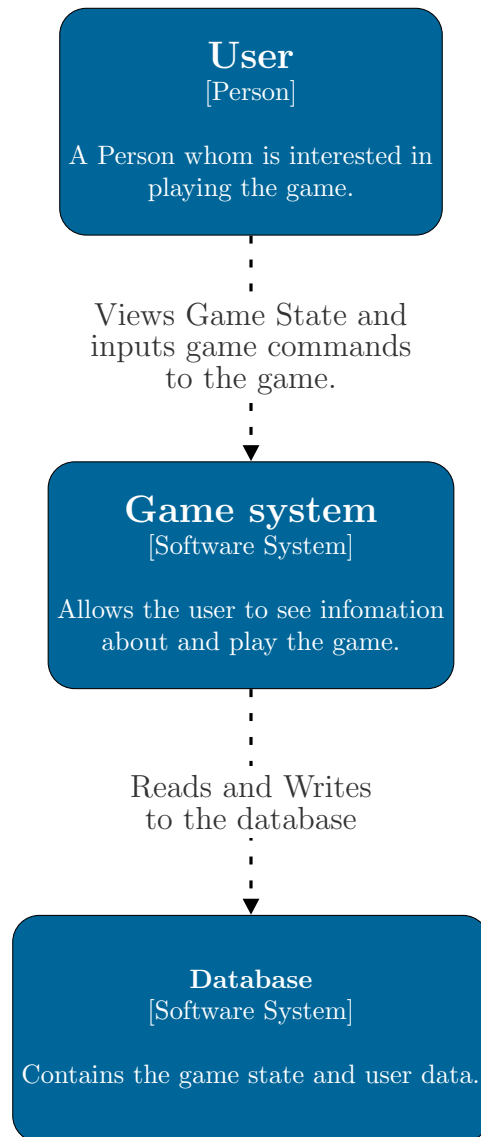 User
[Person]
A Person whom is interested in
playing the game.
Views Game State and
inputs game commands
to the game.
Game system
[Software System]
Allows the user to see infomation
about and play the game.
Reads and Writes
to the database
Database
[Software System]
Contains the game state and user data.